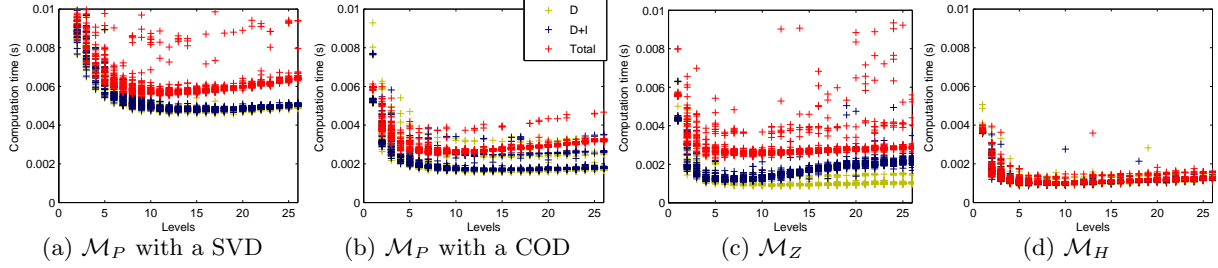 0.01
0.008
0.006
0.004
0.002
0
Computation time (s)
0 5 10 15 20 25
Levels
(a) M_P with a SVD
0.01
0.008
0.006
0.004
0.002
0
Computation time (s)
0 5 10 15 20 25
Levels
D
D+I
Total
(b) M_P with a COD
0.01
0.008
0.006
0.004
0.002
0
Computation time (s)
0 5 10 15 20 25
Levels
(c) M_Z
0.01
0.008
0.006
0.004
0.002
0
Computation time (s)
0 5 10 15 20 25
Levels
(d) M_H